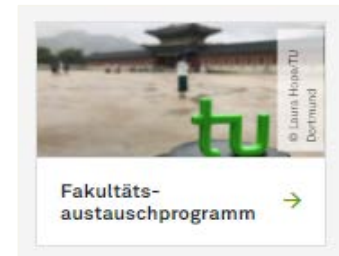 tu
© Laura Hope/TU
Dortmund
Fakultäts-
austauschprogramm